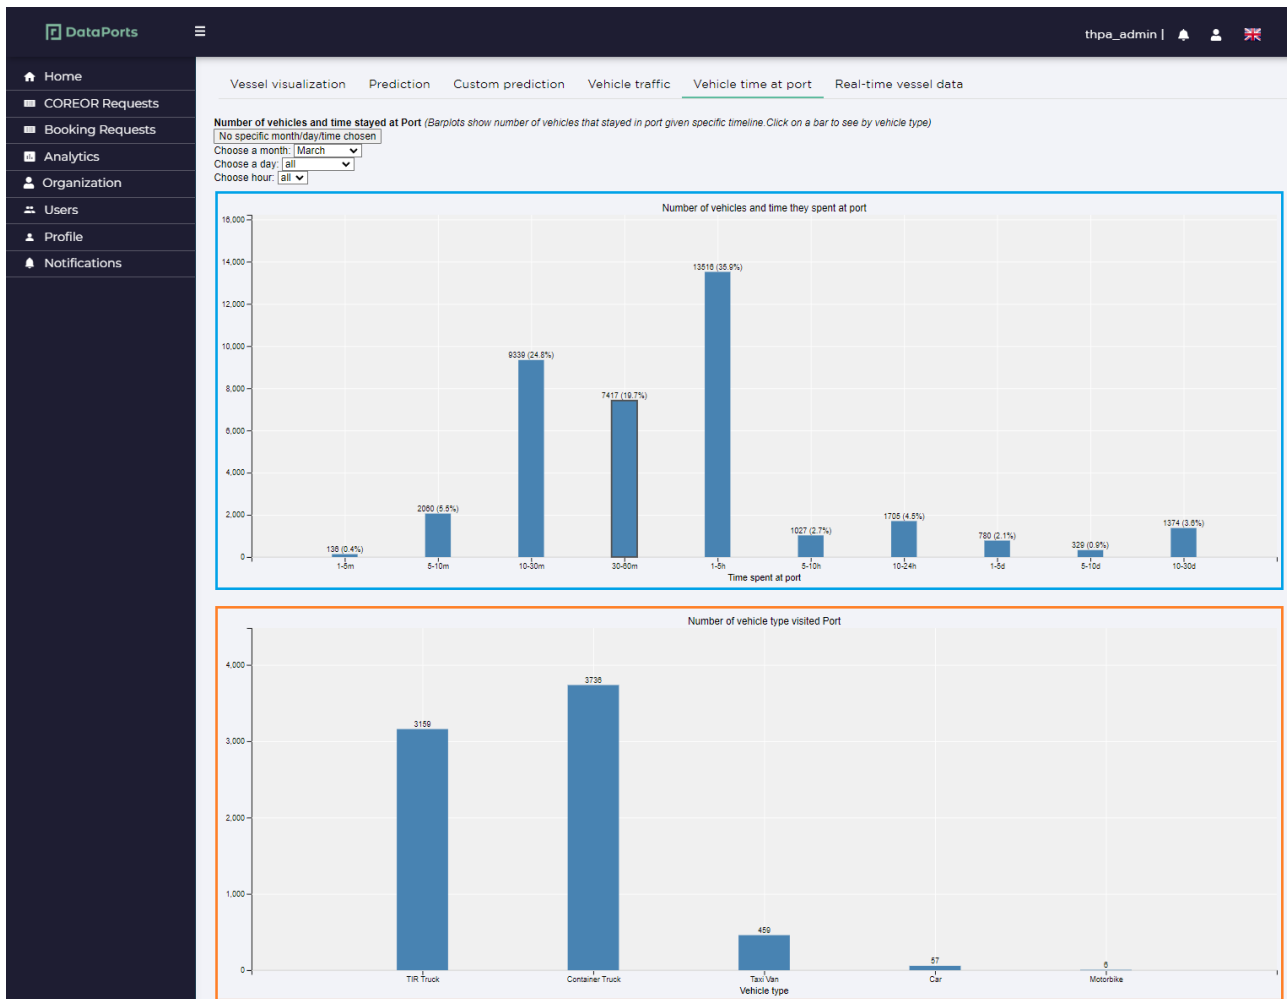 DataPorts
thpa_admin |
Home
COREOR Requests
Booking Requests
Analytics
Organization
Users
Profile
Notifications
Vessel visualization Prediction Custom prediction Vehicle traffic Vehicle time at port Real-time vessel data
Number of vehicles and time stayed at Port (Barplots show number of vehicles that stayed in port given specific timeline.Click on a bar to see by vehicle type)
No specific month/day/time chosen
Choose a month: March
Choose a day: all
Choose hour: all
Number of vehicles and time they spent at port
16,000
14,000
12,000
10,000
8,000
6,000
4,000
2,000
0
138 (0.4%)
2060 (5.5%)
9339 (24.8%)
7417 (19.7%)
13516 (35.9%)
1027 (2.7%)
1705 (4.5%)
780 (2.1%)
329 (0.9%)
1374 (3.6%)
1-5m 5-10m 10-30m 30-60m 1-5h 5-10h 10-24h 1-5d 5-10d 10-30d
Time spent at port
Number of vehicle type visited Port
4,000
3,000
2,000
1,000
0
3159
3736
459
57
6
TIR Truck Container Truck Taxi Van Car Motorbike
Vehicle type